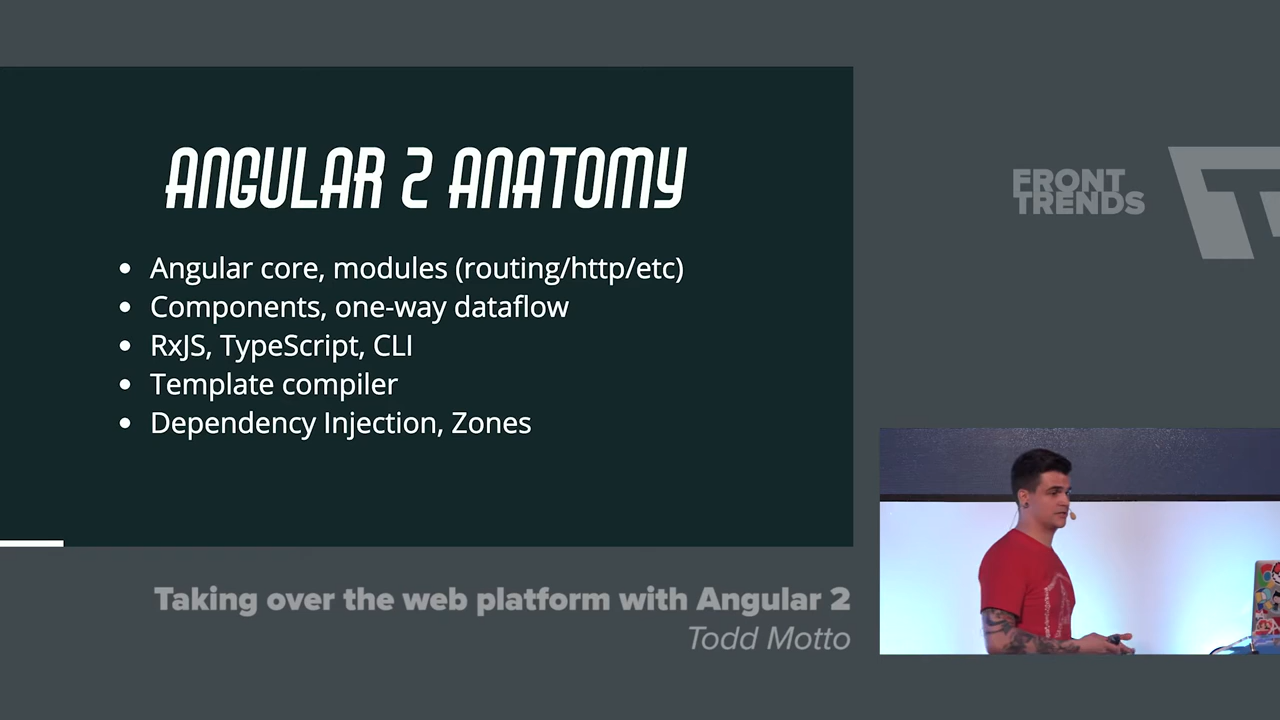 ANGULAR 2 ANATOMY
Angular core, modules (routing/http/etc)
Components, one-way dataflow
RxJS, TypeScript, CLI
Template compiler
Dependency Injection, Zones
FRONT
TRENDS
Taking over the web platform with Angular 2
Todd Motto